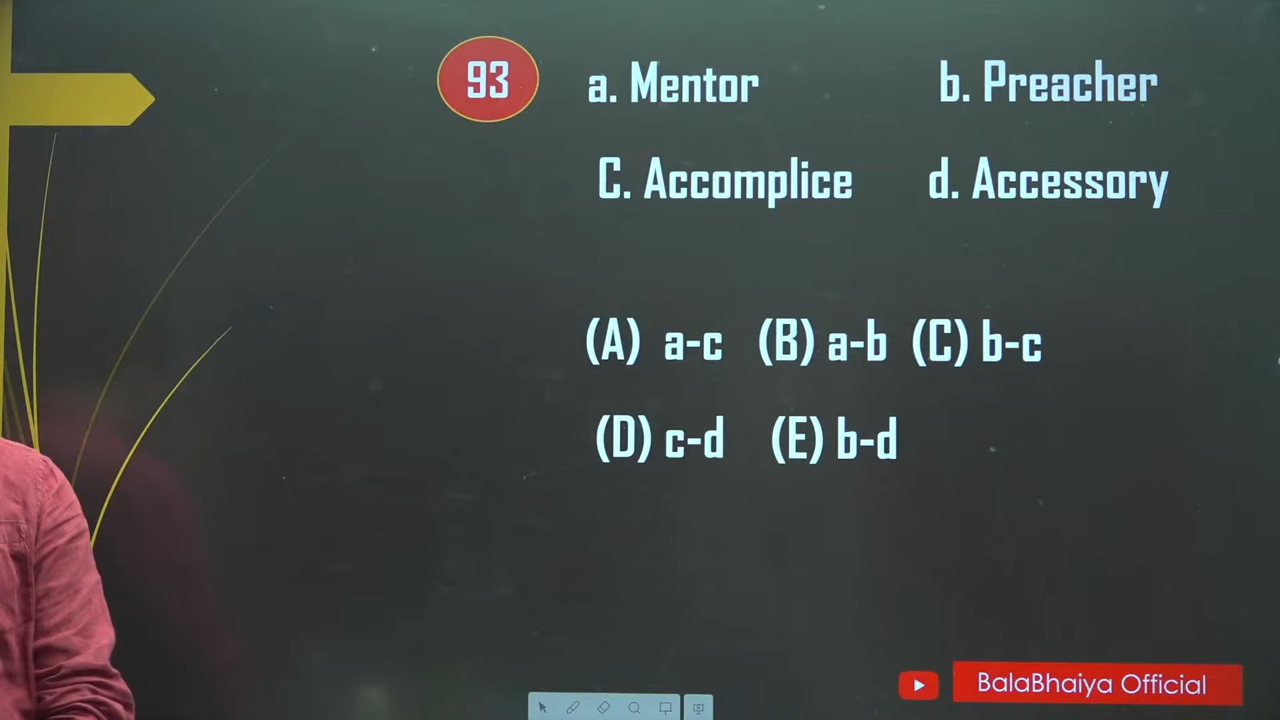 93 a. Mentor b. Preacher
C. Accomplice d. Accessory
(A) a-c (B) a-b (C) b-c
(D) c-d (E) b-d
BalaBhaiya Official